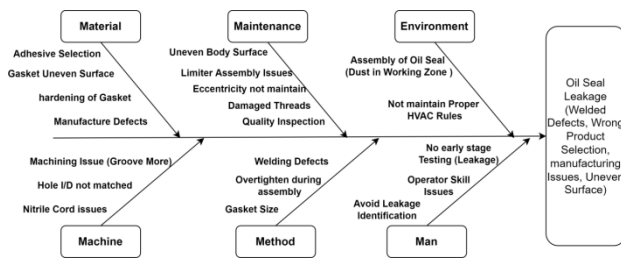 Material
Maintenance
Environment
Adhesive Selection
Gasket Uneven Surface
hardening of Gasket
Manufacture Defects
Uneven Body Surface
Limiter Assembly Issues
Eccentricity not maintain
Damaged Threads
Quality Inspection
Assembly of Oil Seal
(Dust in Working Zone )
Not maintain Proper
HVAC Rules
Oil Seal
Leakage
(Welded
Defects, Wrong
Product
Selection,
manufacturing
Issues, Uneven
Surface)
Machining Issue (Groove More)
Hole I/D not matched
Nitrile Cord issues
Welding Defects
Overtighten during
assembly
Gasket Size
No early stage
Testing (Leakage)
Operator Skill
Issues
Avoid Leakage
Identification
Machine
Method
Man